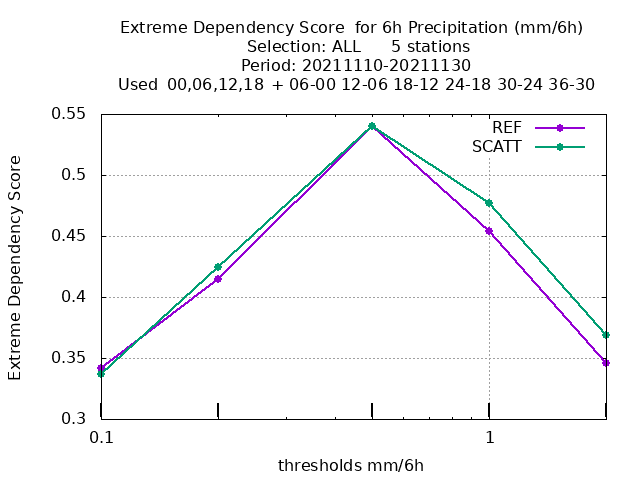 Extreme Dependency Score  for 6h Precipitation (mm/6h)
Selection: ALL      5 stations
Period: 20211110-20211130
Used  00,06,12,18  + 06-00 12-06 18-12 24-18 30-24 36-30
REF
SCATT
0.55
0.5
0.45
0.4
0.35
0.3
Extreme Dependency Score
0.1
1
thresholds mm/6h